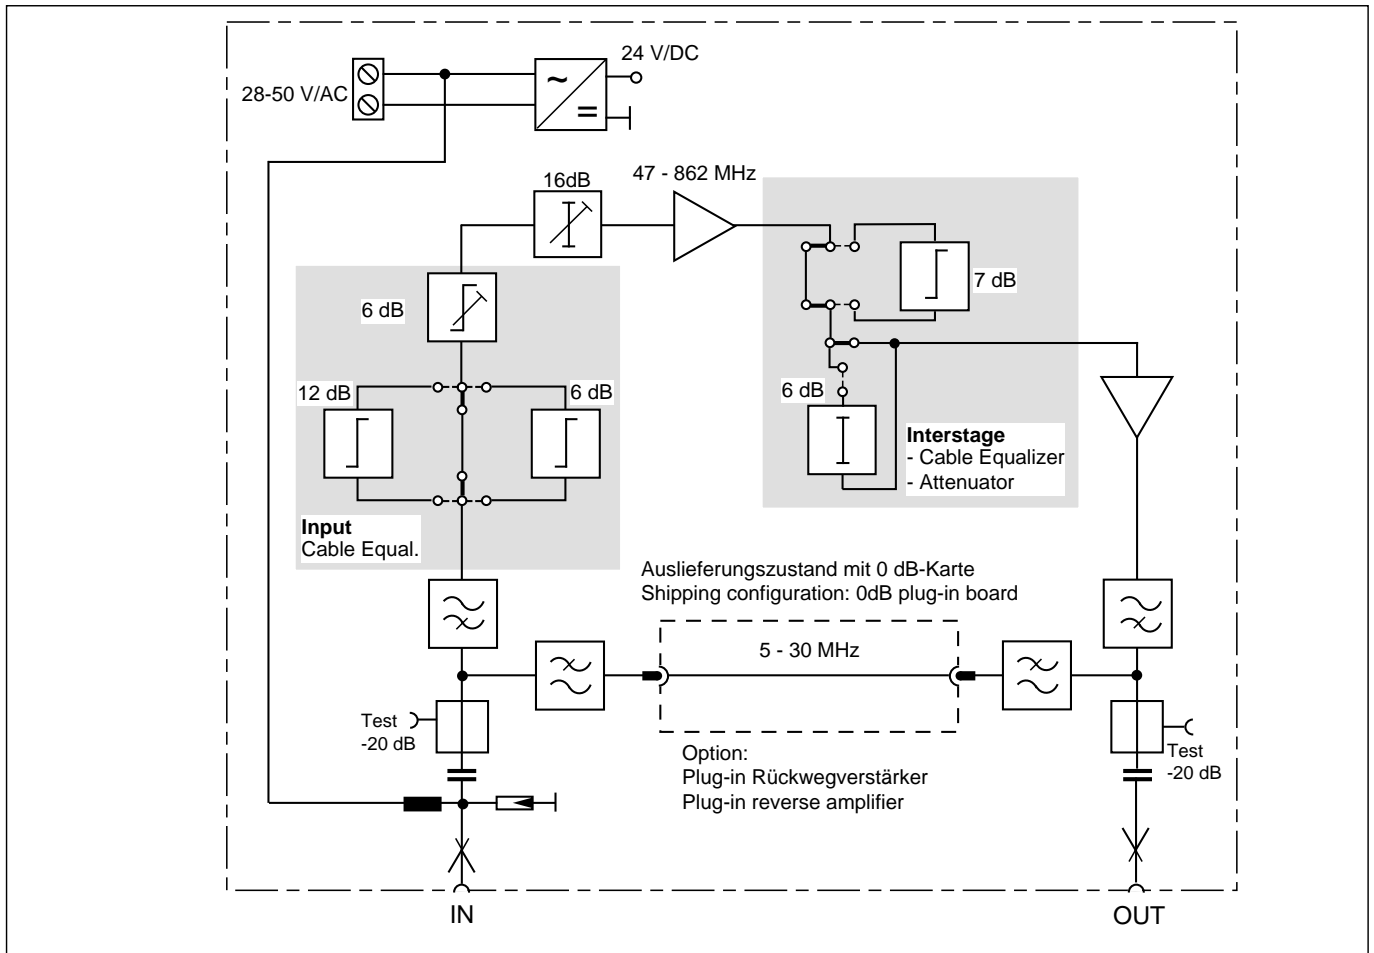 24 V/DC
28-50 V/AC
~
=
16dB
47 - 862 MHz
6 dB
7 dB
12 dB
6 dB
6 dB
Interstage
- Cable Equalizer
- Attenuator
Input
Cable Equal.
Auslieferungszustand mit 0 dB-Karte
Shipping configuration: 0dB plug-in board
5 - 30 MHz
Test
-20 dB
Option:
Plug-in Rückwegverstärker
Plug-in reverse amplifier
Test
-20 dB
IN
OUT